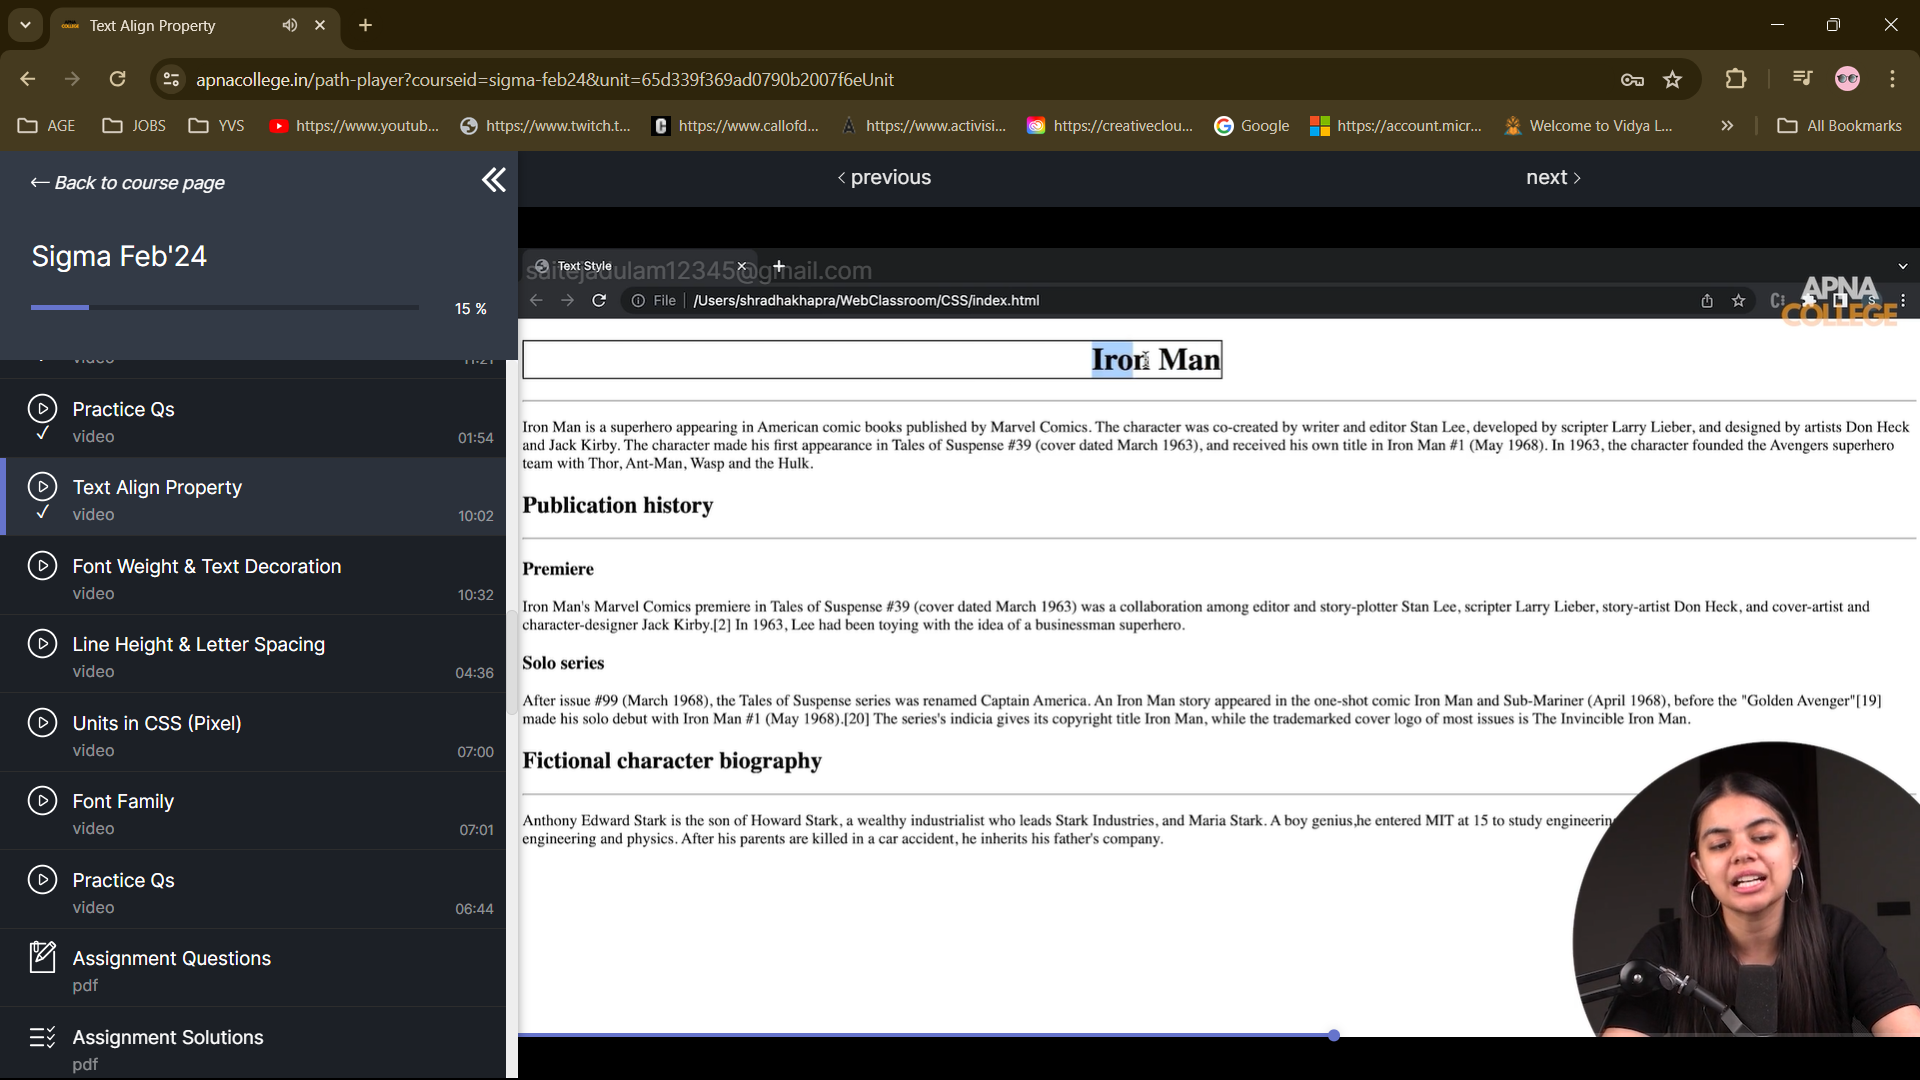 Text Align Property
apnacollege.in/path-player?courseid=sigma-feb24&unit=65d339f369ad0790b2007f6eUnit
AGE
JOBS
YVS
https://www.youtub...
https://www.twitch.t...
https://www.callofd...
https://www.activisi...
https://creativeclou...
Google
https://account.micr...
Welcome to Vidya L...
All Bookmarks
← Back to course page
Sigma Feb'24
15 %
video 11:21
Practice Qs
video 01:54
Text Align Property
video 10:02
Font Weight & Text Decoration
video 10:32
Line Height & Letter Spacing
video 04:36
Units in CSS (Pixel)
video 07:00
Font Family
video 07:01
Practice Qs
video 06:44
Assignment Questions
pdf
Assignment Solutions
pdf
‹ previous
next ›
Text Style
saitejadulam12345@gmail.com
File | /Users/shradhakhapra/WebClassroom/CSS/index.html
APNA
COLLEGE
Iron Man
Iron Man is a superhero appearing in American comic books published by Marvel Comics. The character was co-created by writer and editor Stan Lee, developed by scripter Larry Lieber, and designed by artists Don Heck
and Jack Kirby. The character made his first appearance in Tales of Suspense #39 (cover dated March 1963), and received his own title in Iron Man #1 (May 1968). In 1963, the character founded the Avengers superhero
team with Thor, Ant-Man, Wasp and the Hulk.
Publication history
Premiere
Iron Man's Marvel Comics premiere in Tales of Suspense #39 (cover dated March 1963) was a collaboration among editor and story-plotter Stan Lee, scripter Larry Lieber, story-artist Don Heck, and cover-artist and
character-designer Jack Kirby.[2] In 1963, Lee had been toying with the idea of a businessman superhero.
Solo series
After issue #99 (March 1968), the Tales of Suspense series was renamed Captain America. An Iron Man story appeared in the one-shot comic Iron Man and Sub-Mariner (April 1968), before the "Golden Avenger"[19]
made his solo debut with Iron Man #1 (May 1968).[20] The series's indicia gives its copyright title Iron Man, while the trademarked cover logo of most issues is The Invincible Iron Man.
Fictional character biography
Anthony Edward Stark is the son of Howard Stark, a wealthy industrialist who leads Stark Industries, and Maria Stark. A boy genius,he entered MIT at 15 to study engineerin
engineering and physics. After his parents are killed in a car accident, he inherits his father's company.